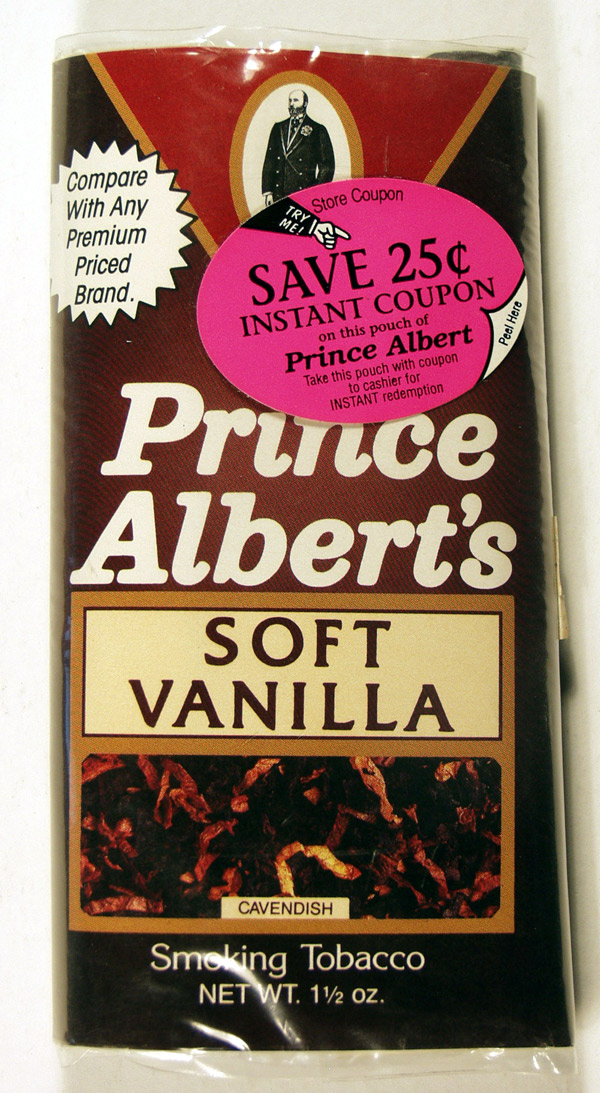 Compare
With Any
Premium
Priced
Brand.
Store Coupon
TRY
ME!
SAVE 25¢
INSTANT COUPON
on this pouch of
Prince Albert
Take this pouch with coupon
to cashier for
INSTANT redemption
Peel Here
Prince
Albert's
SOFT
VANILLA
CAVENDISH
Smoking Tobacco
NET WT. 1½ oz.